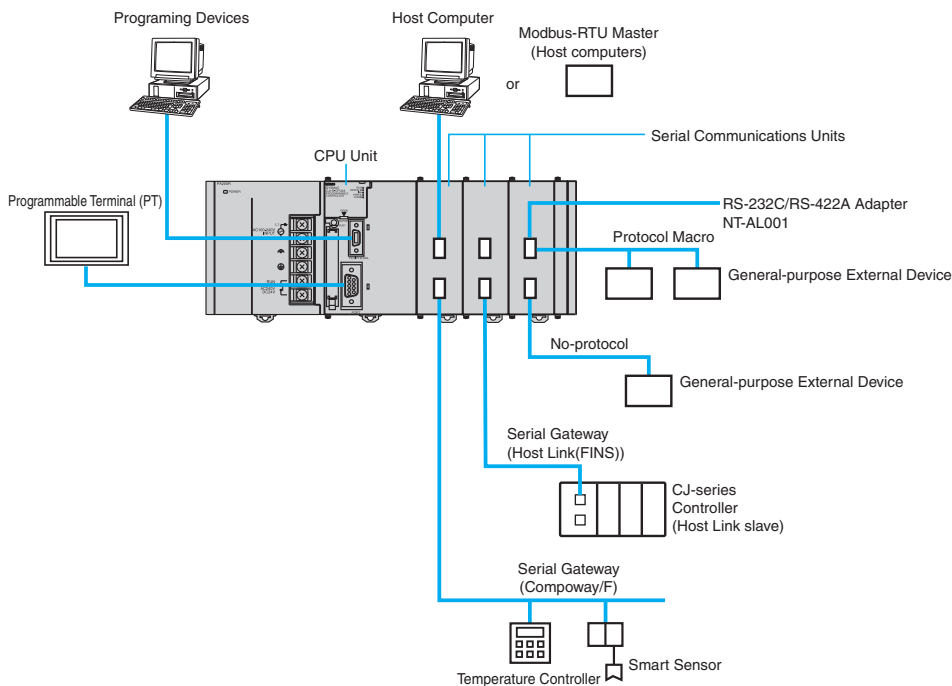 Programing Devices
Host Computer
Modbus-RTU Master
(Host computers)
or
Serial Communications Units
CPU Unit
Programmable Terminal (PT)
PA205R
POWER
RS-232C/RS-422A Adapter
NT-AL001
Protocol Macro
General-purpose External Device
No-protocol
General-purpose External Device
Serial Gateway
(Host Link(FINS))
CJ-series
Controller
(Host Link slave)
Serial Gateway
(Compoway/F)
Temperature Controller
Smart Sensor